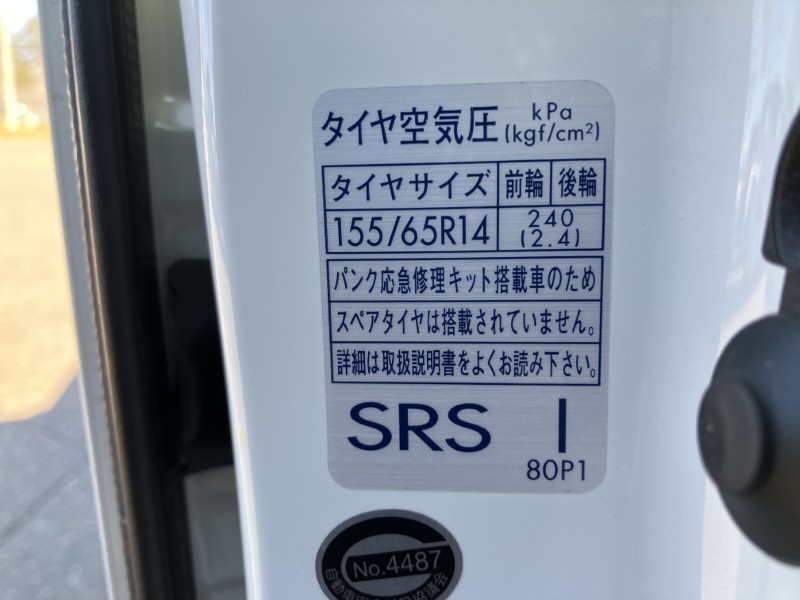 タイヤ空気圧 kPa (kgf/cm²)
タイヤサイズ 前輪 後輪
155/65R14 240 (2.4)
パンク応急修理キット搭載車のため
スペアタイヤは搭載されていません。
詳細は取扱説明書をよくお読み下さい。
SRS I
80P1
No.4487